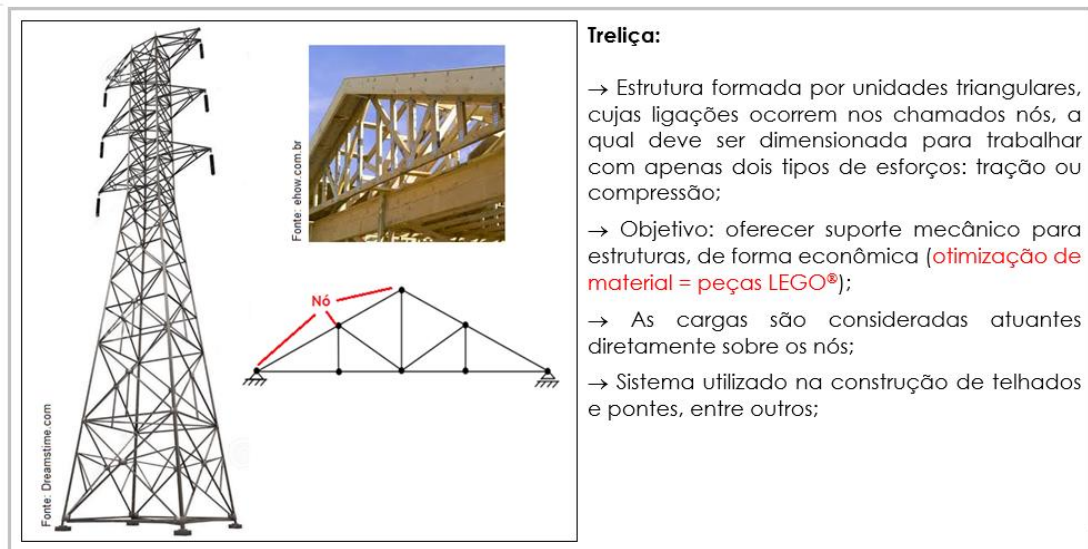 Fonte: Dreamstime.com
Fonte: ehow.com.br
Nó
Treliça:
→ Estrutura formada por unidades triangulares,
cujas ligações ocorrem nos chamados nós, a
qual deve ser dimensionada para trabalhar
com apenas dois tipos de esforços: tração ou
compressão;
→ Objetivo: oferecer suporte mecânico para
estruturas, de forma econômica (otimização de
material = peças LEGO®);
→ As cargas são consideradas atuantes
diretamente sobre os nós;
→ Sistema utilizado na construção de telhados
e pontes, entre outros;